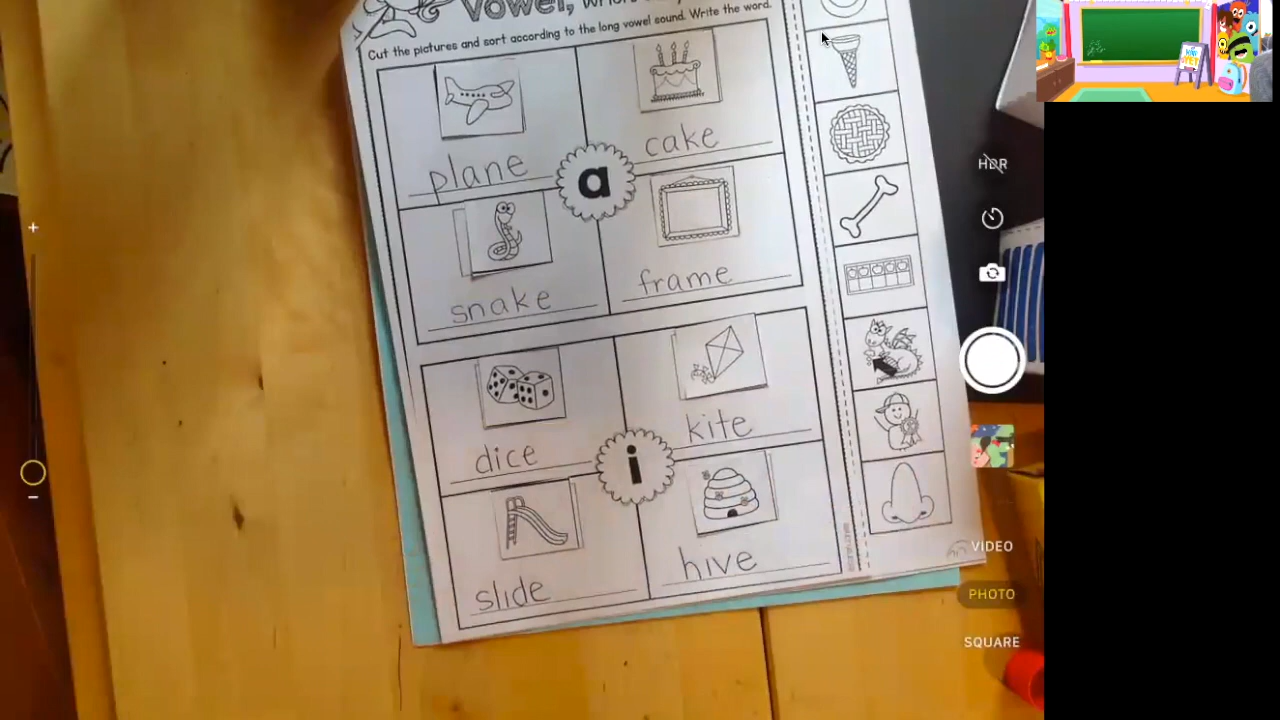 Vowel,
Cut the pictures and sort according to the long vowel sound. Write the word.
plane
cake
a
snake
frame
dice
kite
i
slide
hive
HDR
VIDEO
PHOTO
SQUARE